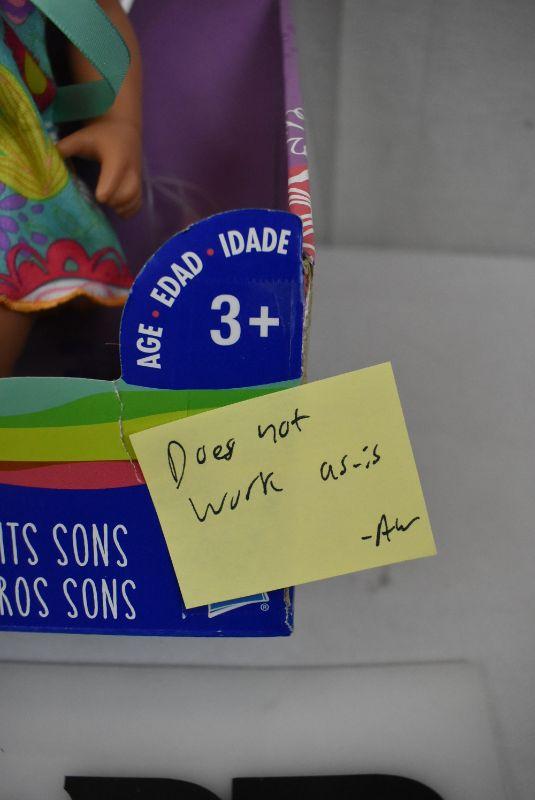 AGE • EDAD • IDADE
3+
Does not
work as-is
-AW
ITS SONS
ROS SONS
®